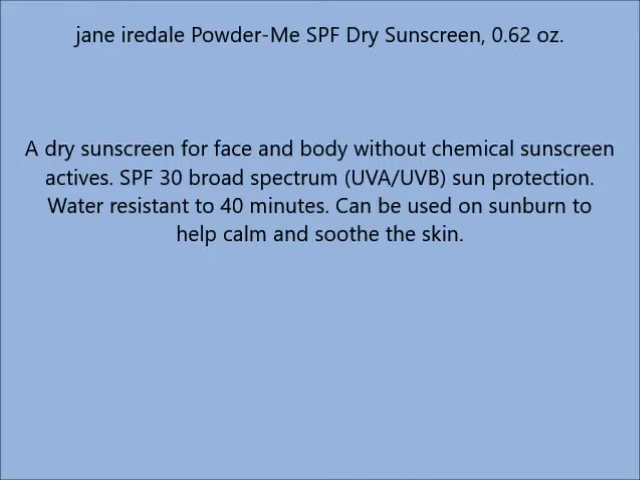 jane iredale Powder-Me SPF Dry Sunscreen, 0.62 oz.
A dry sunscreen for face and body without chemical sunscreen
actives. SPF 30 broad spectrum (UVA/UVB) sun protection.
Water resistant to 40 minutes. Can be used on sunburn to
help calm and soothe the skin.